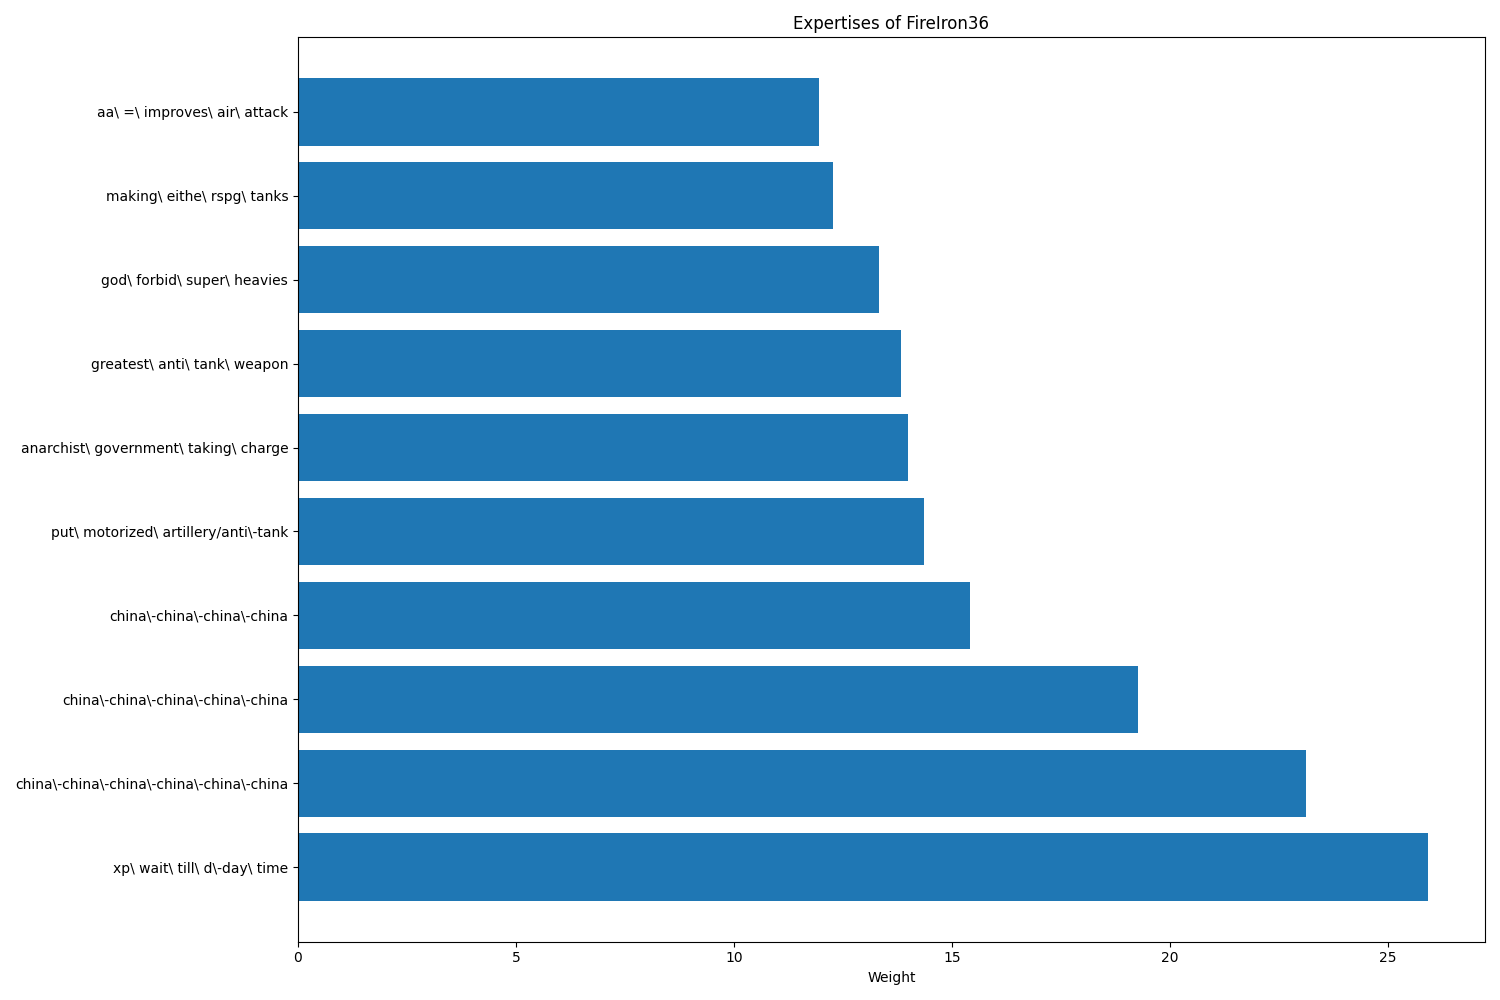 Expertises of FireIron36
aa\ =\ improves\ air\ attack
making\ eithe\ rspg\ tanks
god\ forbid\ super\ heavies
greatest\ anti\ tank\ weapon
anarchist\ government\ taking\ charge
put\ motorized\ artillery/anti\-tank
china\-china\-china\-china
china\-china\-china\-china\-china
china\-china\-china\-china\-china\-china
xp\ wait\ till\ d\-day\ time
0 5 10 15 20 25
Weight